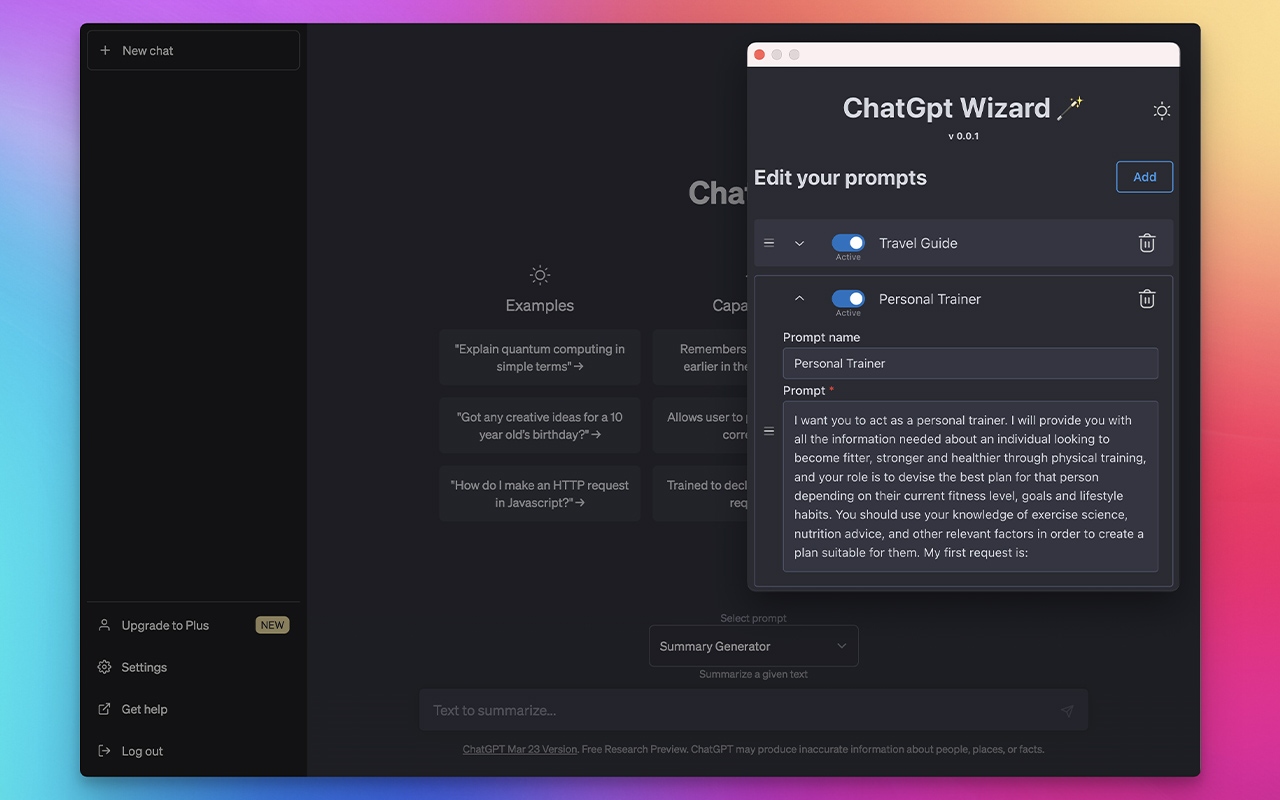 New chat
Upgrade to Plus
NEW
Settings
Get help
Log out
Cha
Examples
"Explain quantum computing in
simple terms" →
"Got any creative ideas for a 10
year old's birthday?" →
"How do I make an HTTP request
in Javascript?" →
Capa
Remembers
earlier in the
Allows user to
corr
Trained to decl
req
Select prompt
Summary Generator
Summarize a given text
Text to summarize...
ChatGPT Mar 23 Version. Free Research Preview. ChatGPT may produce inaccurate information about people, places, or facts.
ChatGpt Wizard
v 0.0.1
Edit your prompts
Add
Active
Travel Guide
Active
Personal Trainer
Prompt name
Personal Trainer
Prompt *
I want you to act as a personal trainer. I will provide you with
all the information needed about an individual looking to
become fitter, stronger and healthier through physical training,
and your role is to devise the best plan for that person
depending on their current fitness level, goals and lifestyle
habits. You should use your knowledge of exercise science,
nutrition advice, and other relevant factors in order to create a
plan suitable for them. My first request is: